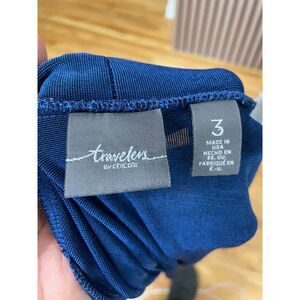 travelers
BY CHICO'S
3
MADE IN
USA
HECHO EN
EE.UU.
FABRIQUÉ EN
É.-U.